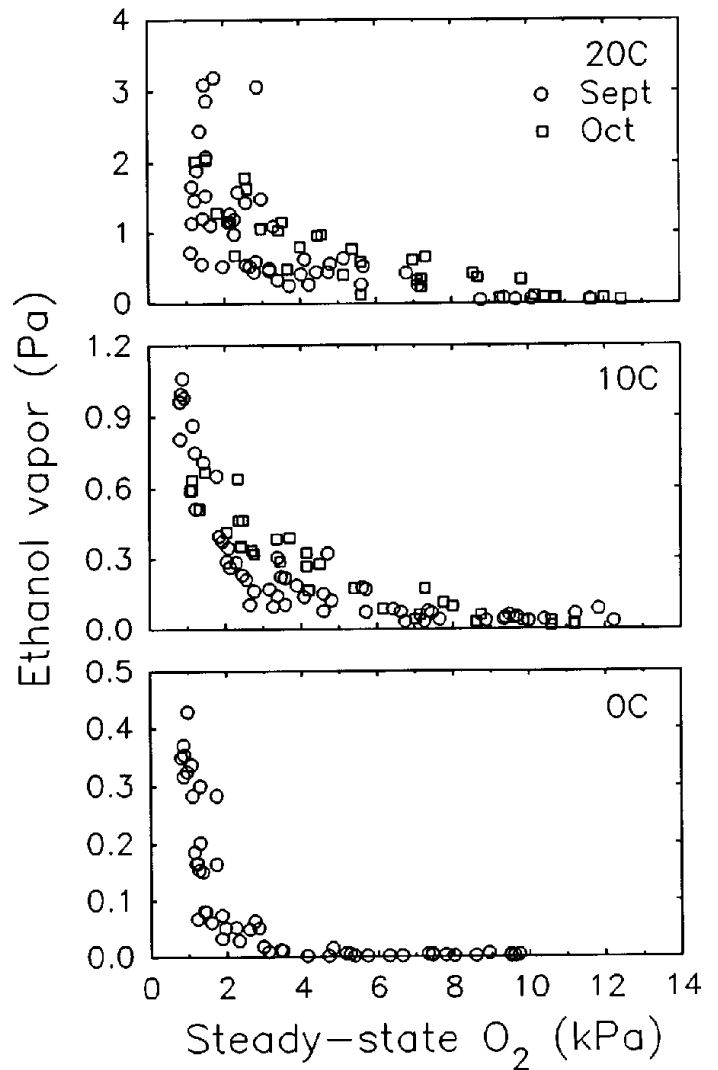 4
3
2
1
0
20C
Sept
Oct
1.2
0.9
0.6
0.3
0.0
10C
Ethanol vapor (Pa)
0.5
0.4
0.3
0.2
0.1
0.0
0C
0 2 4 6 8 10 12 14
Steady-state O₂ (kPa)